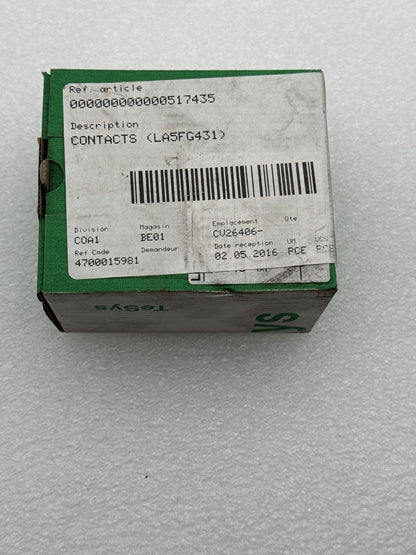 Ref. article
000000000000517435
Description
CONTACTS (LA5FG431)
Division Magasin Emplacement Qte
COA1 BE01 CV26406-
Ref Cmde Demandeur Date reception UM
4700015981 02.05.2016 PCE
TeSys